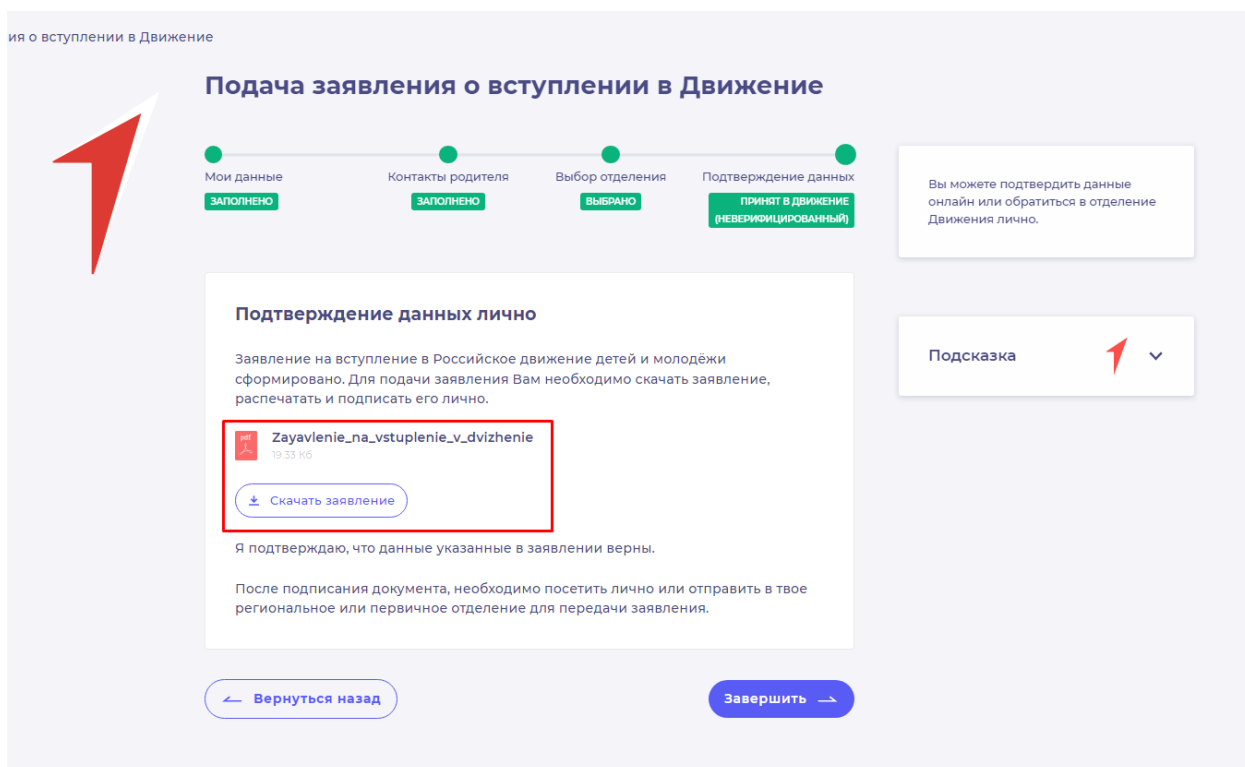 ия о вступлении в Движение
Подача заявления о вступлении в Движение
Мои данные
ЗАПОЛНЕНО
Контакты родителя
ЗАПОЛНЕНО
Выбор отделения
ВЫБРАНО
Подтверждение данных
ПРИНЯТ В ДВИЖЕНИЕ
(НЕВЕРИФИЦИРОВАННЫЙ)
Вы можете подтвердить данные
онлайн или обратиться в отделение
Движения лично.
Подсказка
Подтверждение данных лично
Заявление на вступление в Российское движение детей и молодёжи
сформировано. Для подачи заявления Вам необходимо скачать заявление,
распечатать и подписать его лично.
pdf
Zayavlenie_na_vstuplenie_v_dvizhenie
19.33 Кб
Скачать заявление
Я подтверждаю, что данные указанные в заявлении верны.
После подписания документа, необходимо посетить лично или отправить в твое
региональное или первичное отделение для передачи заявления.
Вернуться назад
Завершить